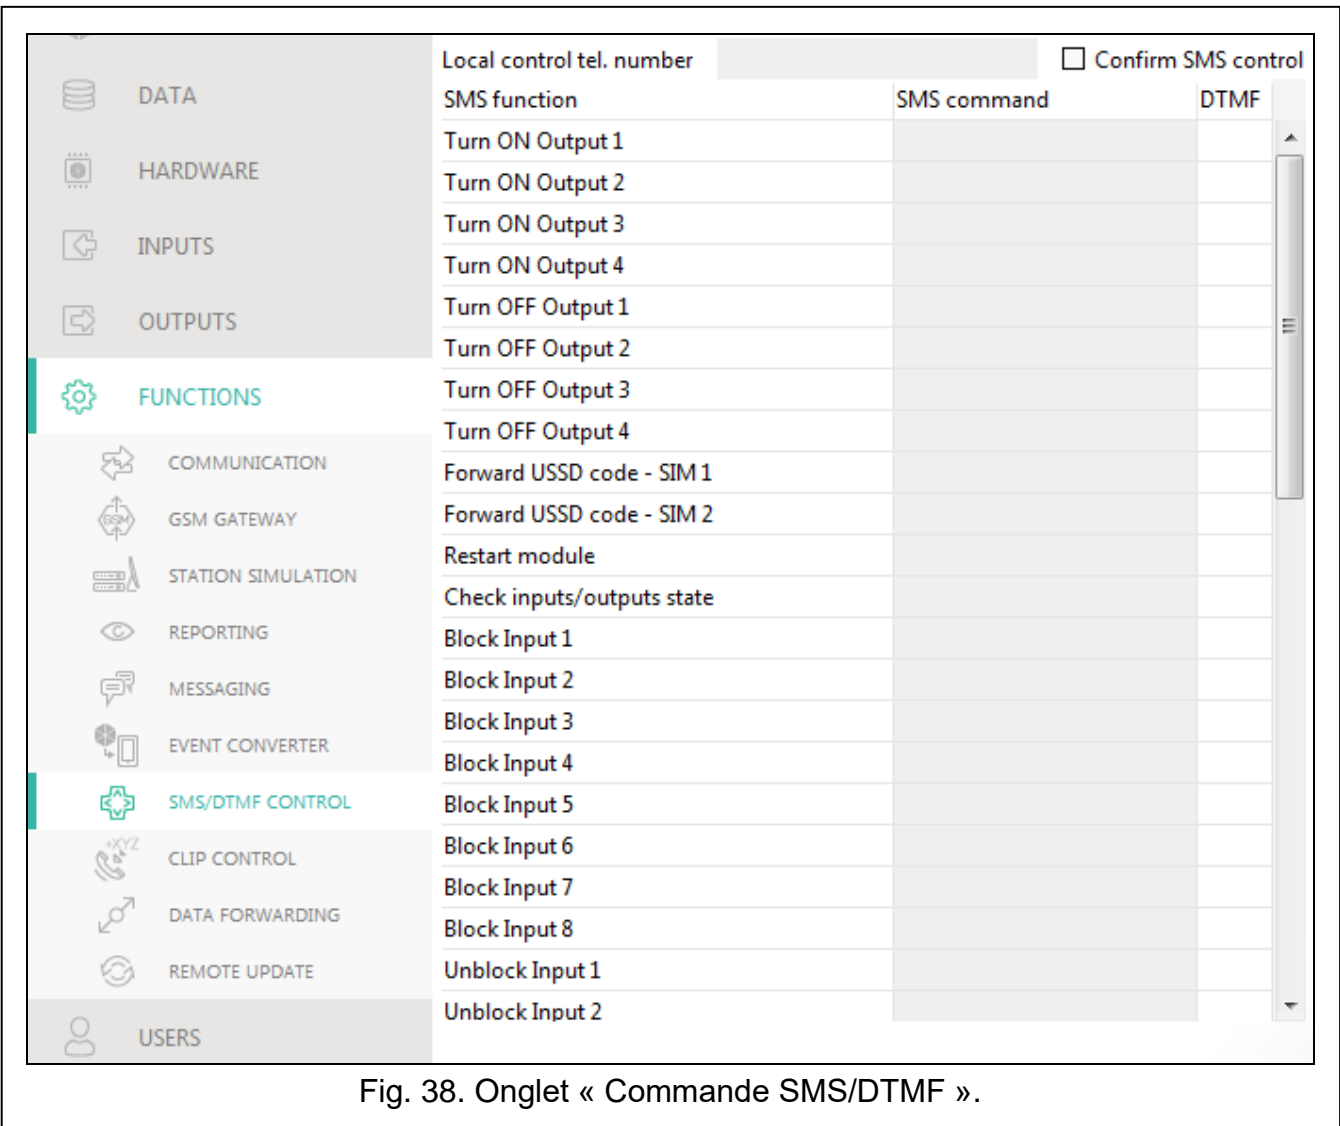 DATA
HARDWARE
INPUTS
OUTPUTS
FUNCTIONS
COMMUNICATION
GSM
GSM GATEWAY
STATION SIMULATION
REPORTING
MESSAGING
EVENT CONVERTER
SMS/DTMF CONTROL
+XYZ
CLIP CONTROL
DATA FORWARDING
REMOTE UPDATE
USERS
Local control tel. number
Confirm SMS control
SMS function SMS command DTMF
Turn ON Output 1
Turn ON Output 2
Turn ON Output 3
Turn ON Output 4
Turn OFF Output 1
Turn OFF Output 2
Turn OFF Output 3
Turn OFF Output 4
Forward USSD code - SIM 1
Forward USSD code - SIM 2
Restart module
Check inputs/outputs state
Block Input 1
Block Input 2
Block Input 3
Block Input 4
Block Input 5
Block Input 6
Block Input 7
Block Input 8
Unblock Input 1
Unblock Input 2
Fig. 38. Onglet « Commande SMS/DTMF ».